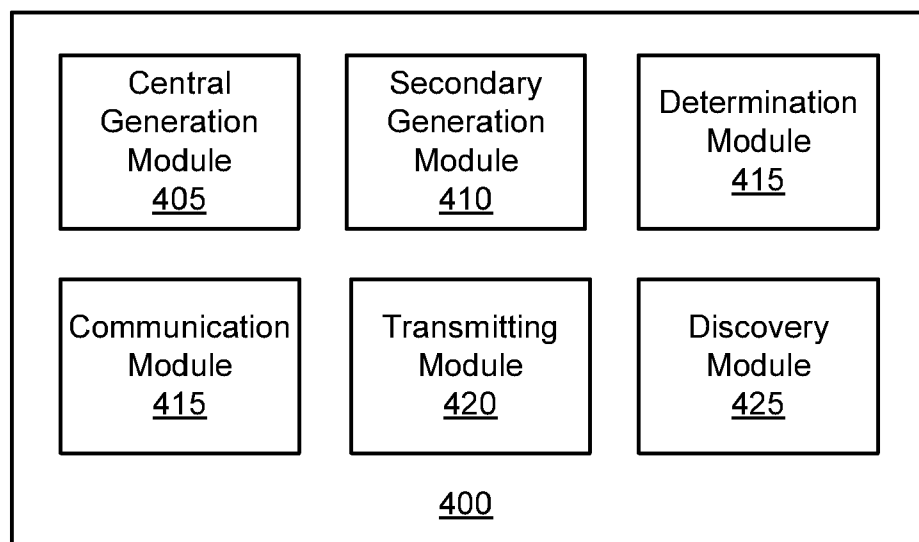 Central
Generation
Module
405
Secondary
Generation
Module
410
Determination
Module
415
Communication
Module
415
Transmitting
Module
420
Discovery
Module
425
400